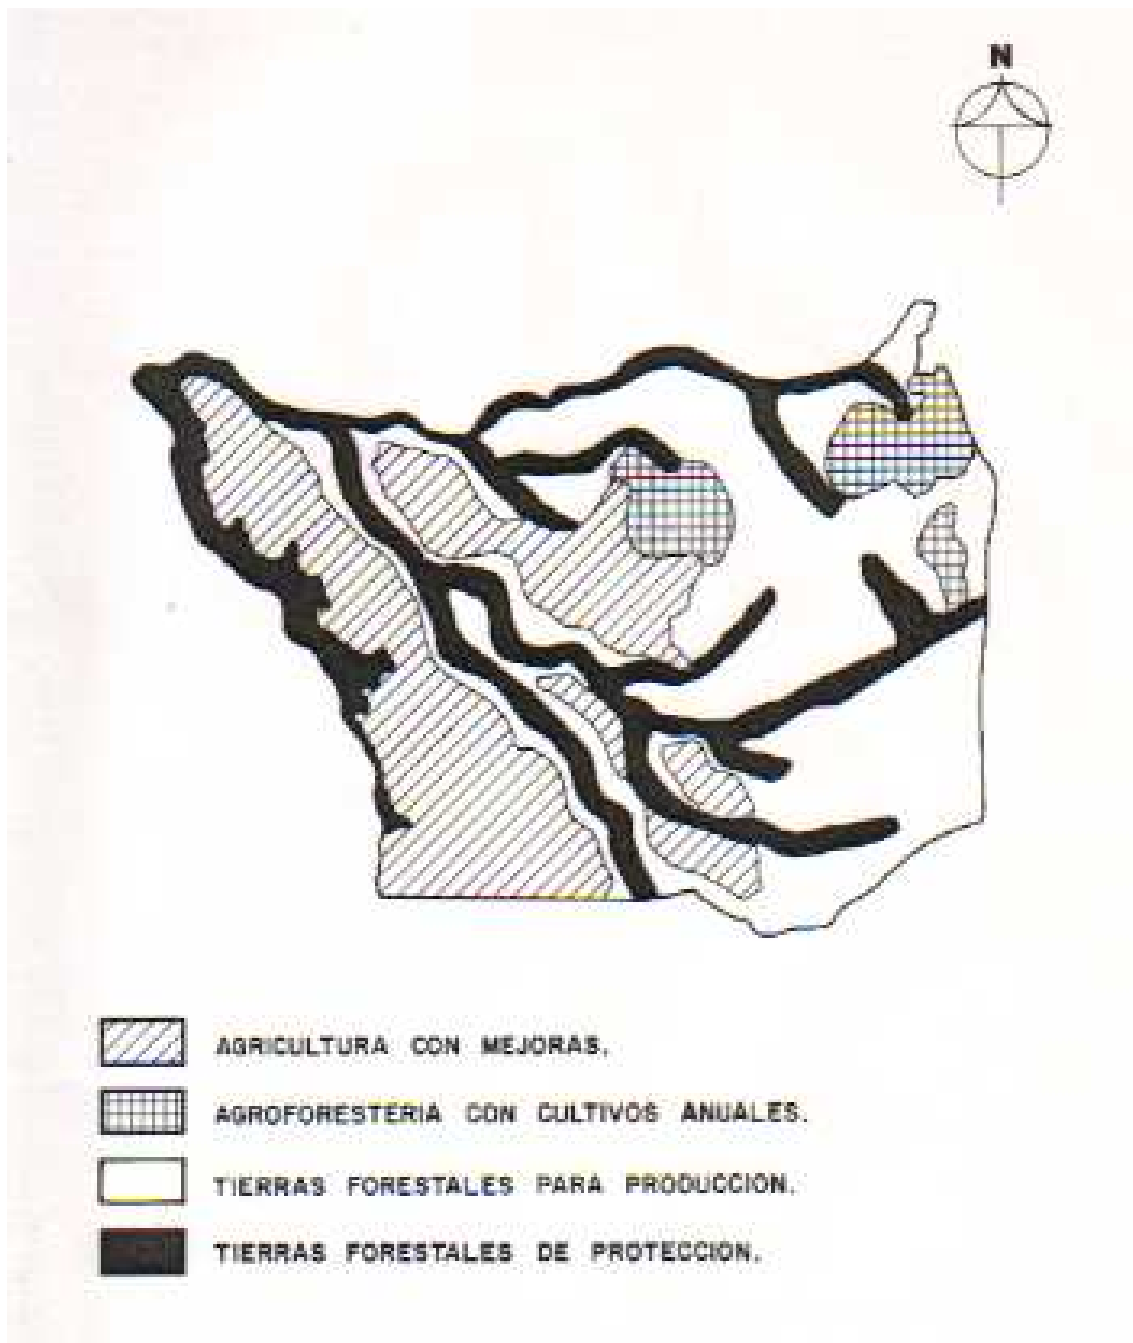 N
AGRICULTURA CON MEJORAS.
AGROFORESTERIA CON CULTIVOS ANUALES.
TIERRAS FORESTALES PARA PRODUCCION.
TIERRAS FORESTALES DE PROTECCION.